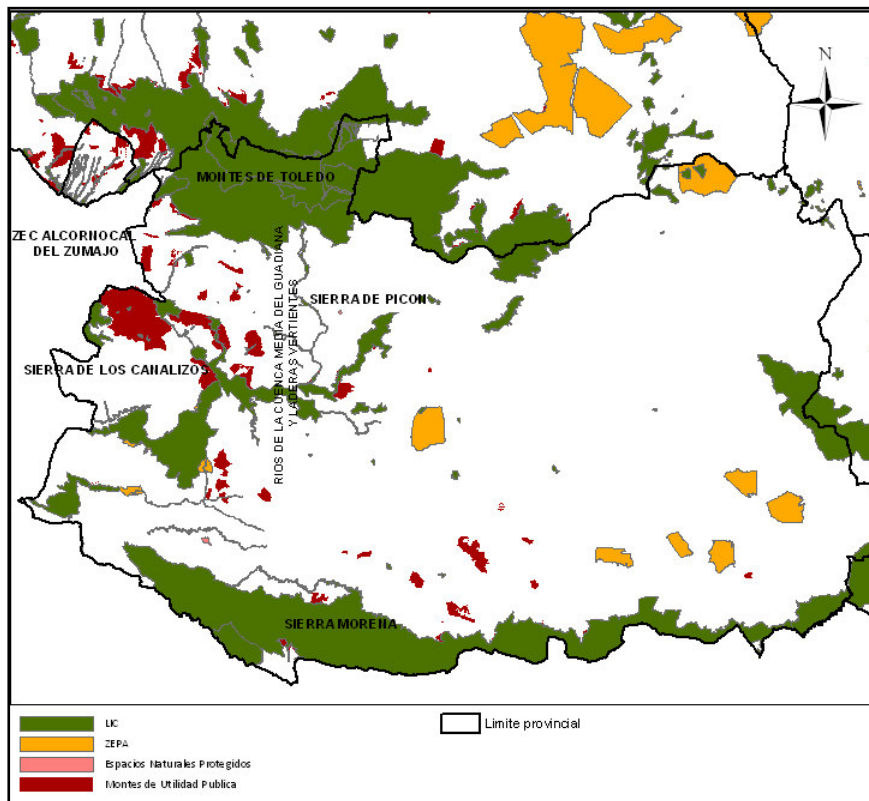 N
MONTES DE TOLEDO
ZEC ALCORNOCAL
DEL ZUMAJO
SIERRA DE PICON
RIOS DE LA CUENCA MEDIA DEL GUADIANA
Y LADERAS VERTIENTES
SIERRA DE LOS CANALIZOS
SIERRA MORENA
LIC
ZEPA
Espacios Naturales Protegidos
Montes de Utilidad Publica
Limite provincial